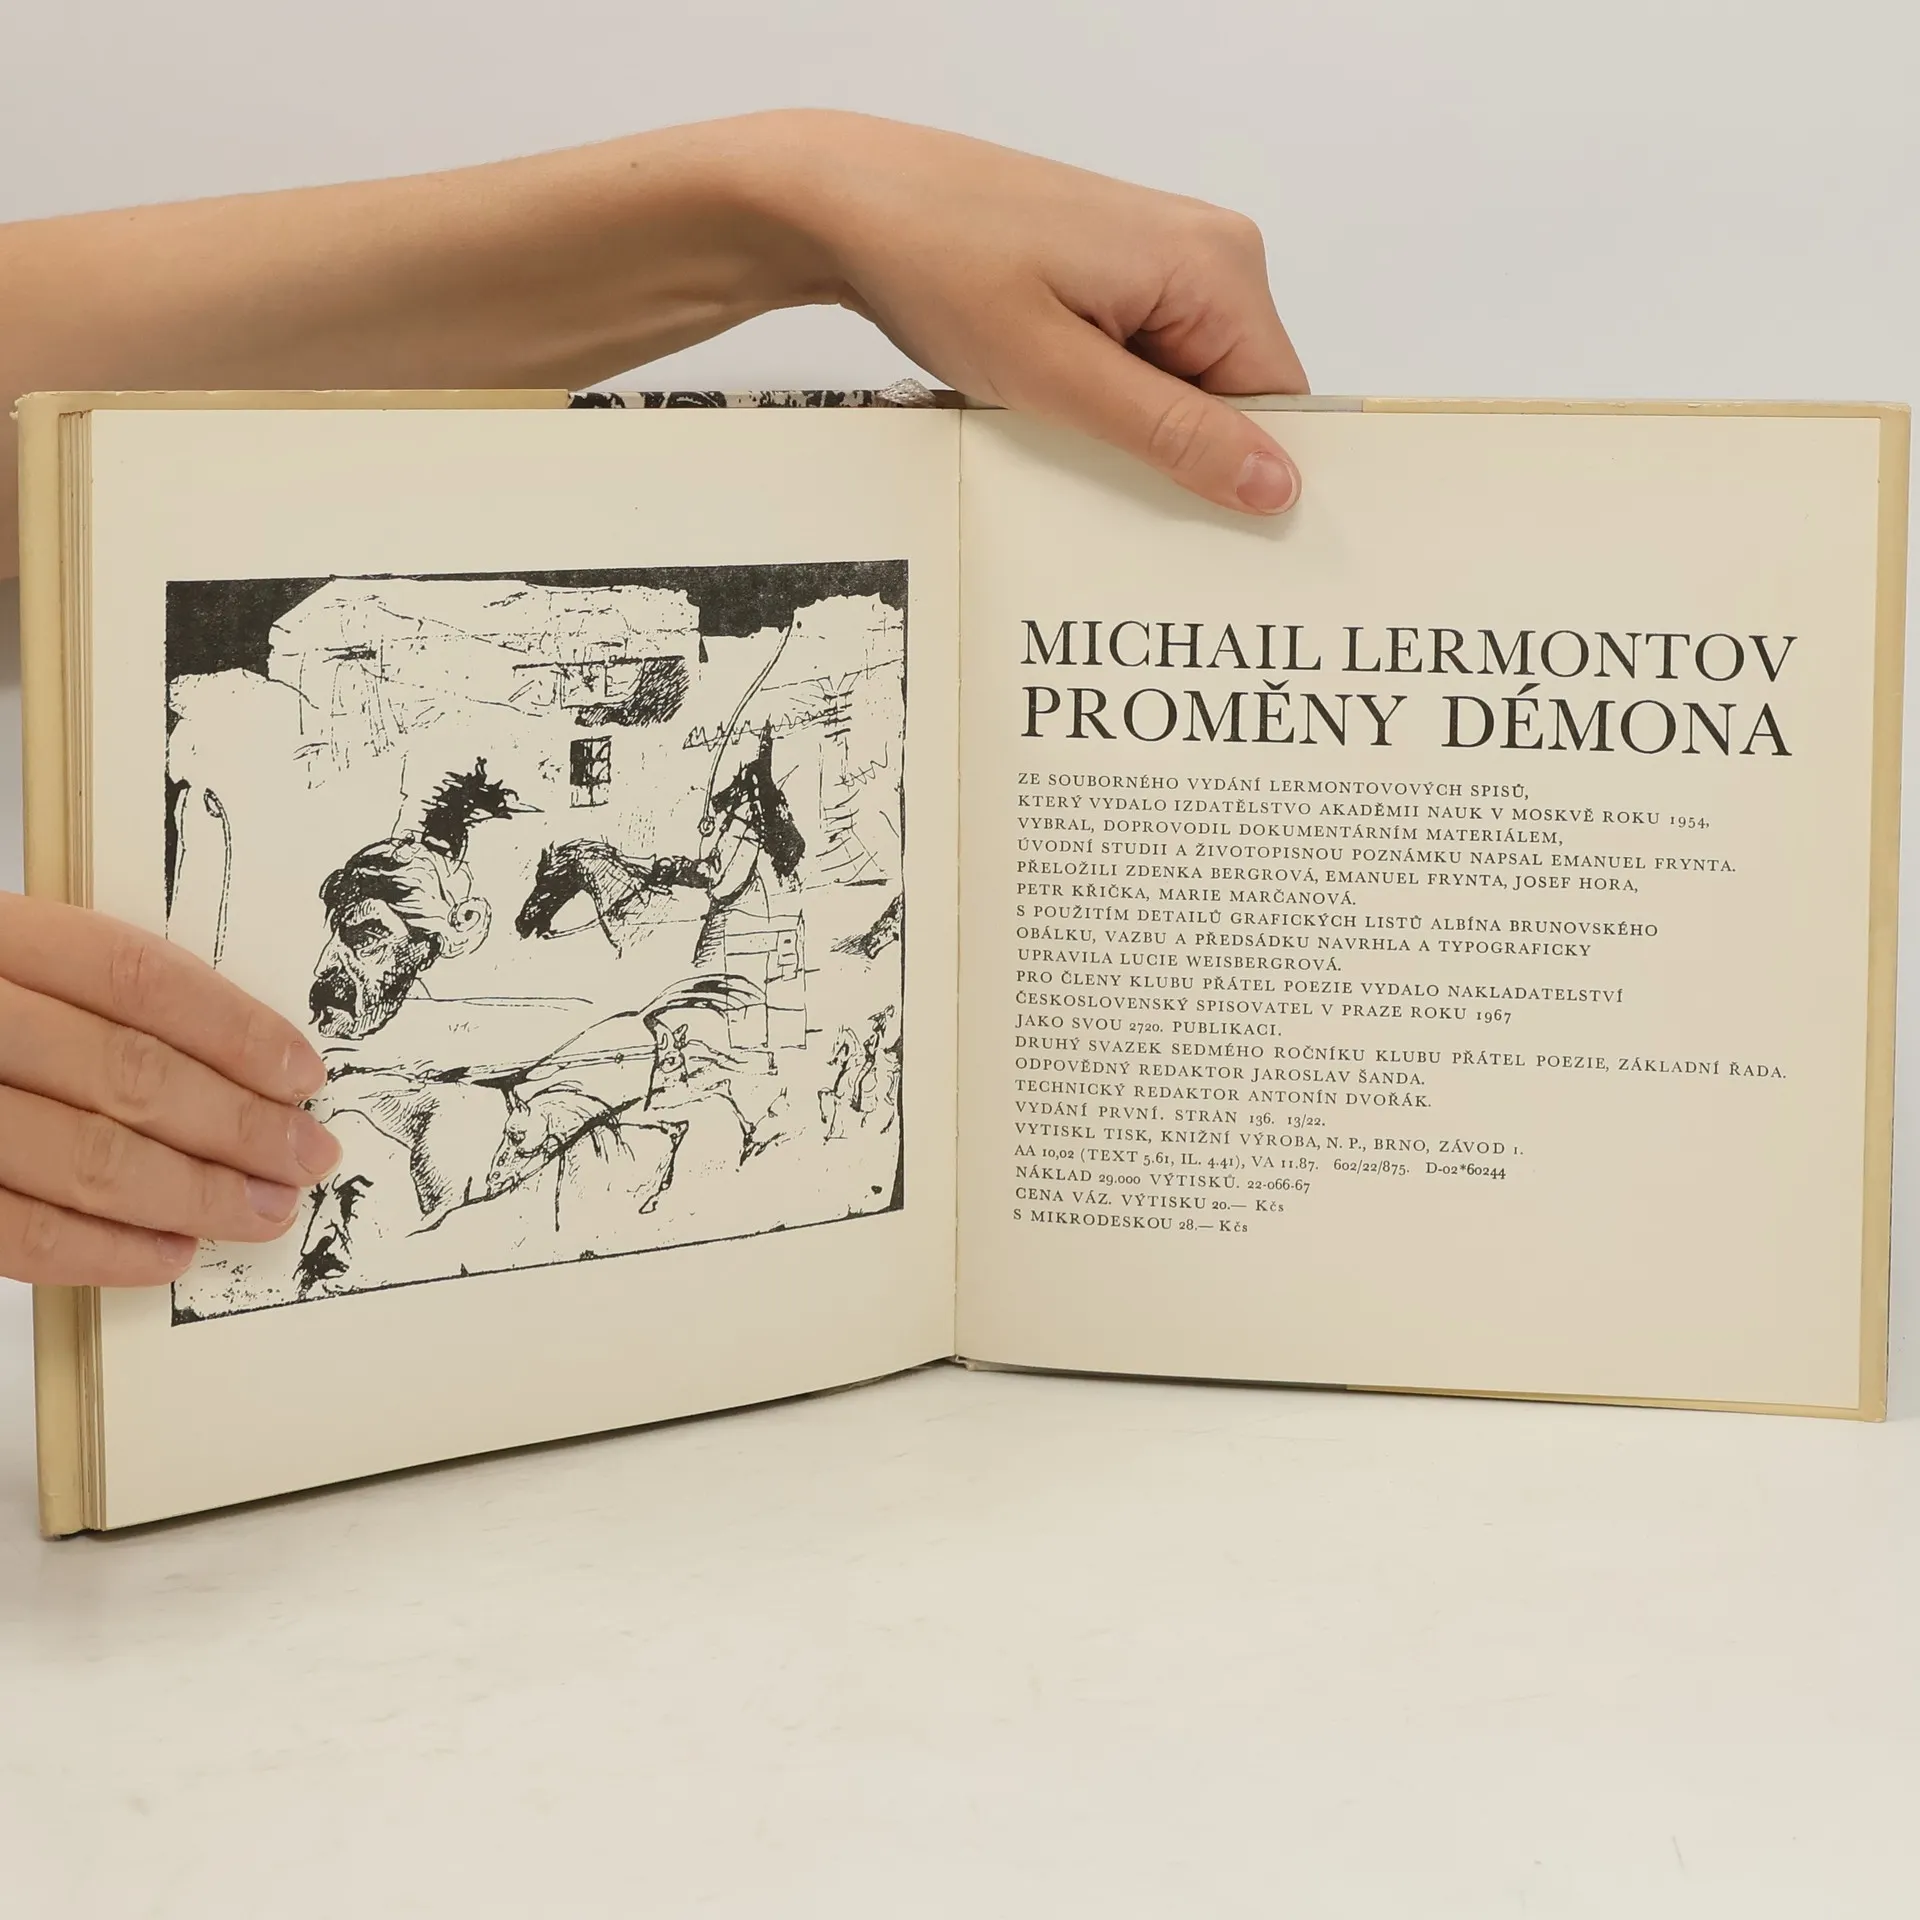 MICHAIL LERMONTOV
PROMĚNY DÉMONA
ZE SOUBORNÉHO VYDÁNÍ LERMONTOVOVÝCH SPISŮ,
KTERÝ VYDALO IZDATĚLSTVO AKADĚMII NAUK V MOSKVĚ ROKU 1954,
VYBRAL, DOPROVODIL DOKUMENTÁRNÍM MATERIÁLEM,
ÚVODNÍ STUDII A ŽIVOTOPISNOU POZNÁMKU NAPSAL EMANUEL FRYNTA.
PŘELOŽILI ZDENKA BERGROVÁ, EMANUEL FRYNTA, JOSEF HORA,
PETR KŘIČKA, MARIE MARČANOVÁ.
S POUŽITÍM DETAILŮ GRAFICKÝCH LISTŮ ALBÍNA BRUNOVSKÉHO
OBÁLKU, VAZBU A PŘEDSÁDKU NAVRHLA A TYPOGRAFICKY
UPRAVILA LUCIE WEISBERGROVÁ.
PRO ČLENY KLUBU PŘÁTEL POEZIE VYDALO NAKLADATELSTVÍ
ČESKOSLOVENSKÝ SPISOVATEL V PRAZE ROKU 1967
JAKO SVOU 2720. PUBLIKACI.
DRUHÝ SVAZEK SEDMÉHO ROČNÍKU KLUBU PŘÁTEL POEZIE, ZÁKLADNÍ ŘADA.
ODPOVĚDNÝ REDAKTOR JAROSLAV ŠANDA.
TECHNICKÝ REDAKTOR ANTONÍN DVOŘÁK.
VYDÁNÍ PRVNÍ. STRAN 136. 13/22.
VYTISKL TISK, KNIŽNÍ VÝROBA, N. P., BRNO, ZÁVOD 1.
AA 10,02 (TEXT 5.61, IL. 4.41), VA 11.87. 602/22/875. D-02*60244
NÁKLAD 29.000 VÝTISKŮ. 22-066-67
CENA VÁZ. VÝTISKU 20.— Kčs
S MIKRODESKOU 28.— Kčs